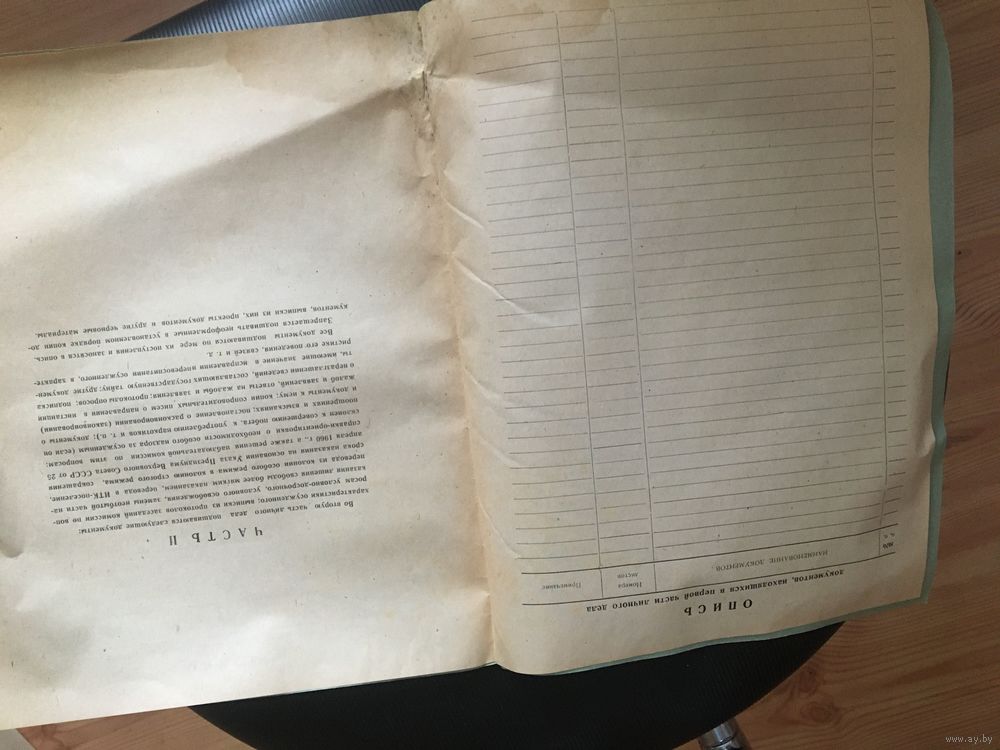 ЧАСТЬ II
Во вторую часть личного дела подшиваются следующие документы:
характеристики осужденного; выписки из протоколов заседаний комиссии по воп-
росам условно-досрочного, условного освобождения, замены неотбытой части на-
казания лишения свободы более мягким наказанием, перевода в ИТК-поселение,
перевода из колонии особого режима в колонию строгого режима, сокращения
срока наказания на основании Указа Президиума Верховного Совета СССР от 25
апреля 1960 г., а также решения наблюдательной комиссии по этим вопросам;
справки-ориентировки о необходимости особого надзора за осужденным (если он
склонен к совершению побега, к употреблению наркотиков и т. п.); документы о
поощрениях и взысканиях; постановление о расконвоировании (законвоировании)
и документы к нему; копии сопроводительных писем о направлении в инстанции
жалоб и заявлений, ответы на жалобы и заявления; протоколы опросов; подписка
о неразглашении сведений, составляющих государственную тайну; другие докумен-
ты, имеющие значение в исправлении и перевоспитании осужденного, в характе-
ристике его поведения, связей и т. д.
Все документы подшиваются по мере их поступления и заносятся в опись.
Запрещается подшивать неоформленные в установленном порядке копии до-
кументов, выписки из них, проекты документов и другие черновые материалы.
ОПИСЬ
документов, находящихся в первой части личного дела
№№
п. п.
НАИМЕНОВАНИЕ ДОКУМЕНТОВ
Номера
листов
Примечание
www.ay.by